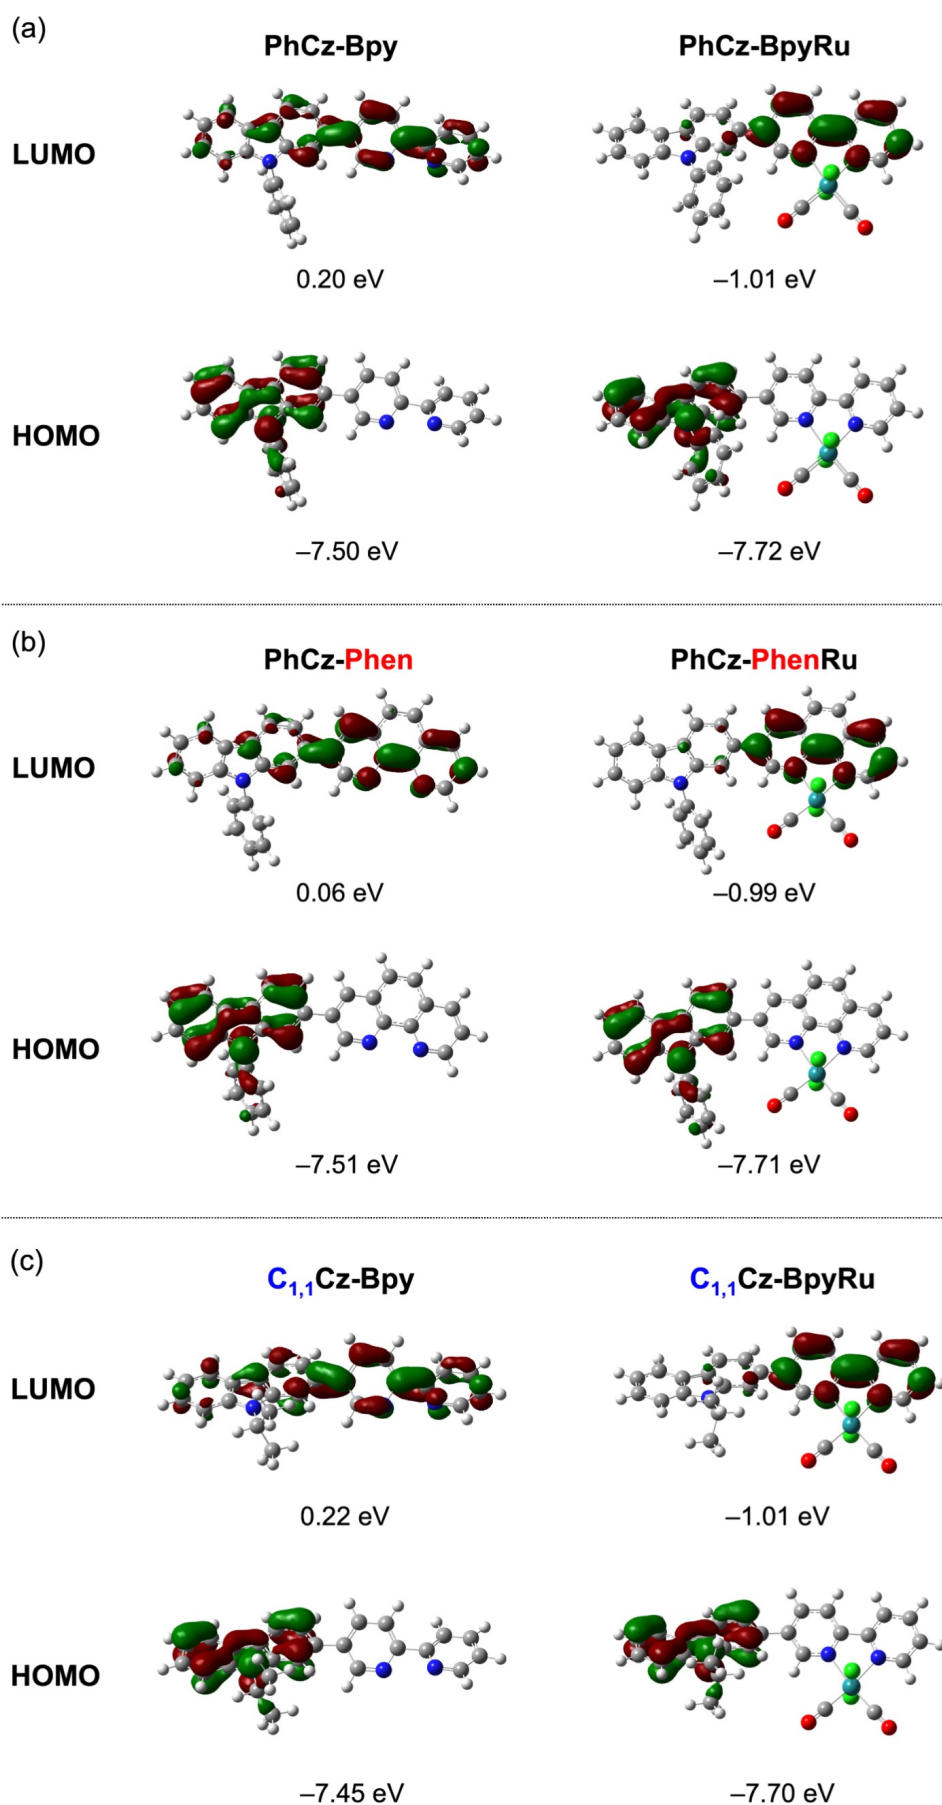 (a)
PhCz-Bpy PhCz-BpyRu
LUMO
0.20 eV –1.01 eV
HOMO
–7.50 eV –7.72 eV
(b)
PhCz-Phen PhCz-PhenRu
LUMO
0.06 eV –0.99 eV
HOMO
–7.51 eV –7.71 eV
(c)
C1,1Cz-Bpy C1,1Cz-BpyRu
LUMO
0.22 eV –1.01 eV
HOMO
–7.45 eV –7.70 eV